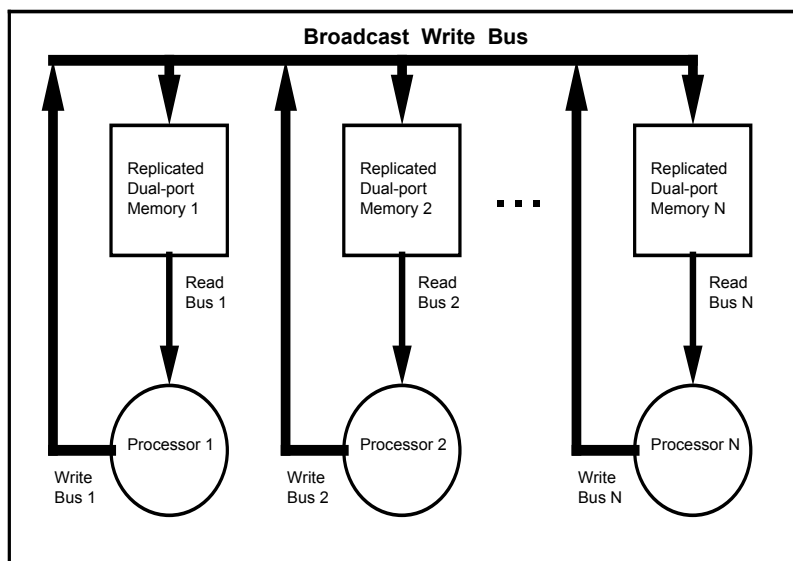 Broadcast Write Bus
Replicated
Dual-port
Memory 1
Replicated
Dual-port
Memory 2
...
Replicated
Dual-port
Memory N
Read
Bus 1
Read
Bus 2
Read
Bus N
Processor 1
Processor 2
Processor N
Write
Bus 1
Write
Bus 2
Write
Bus N